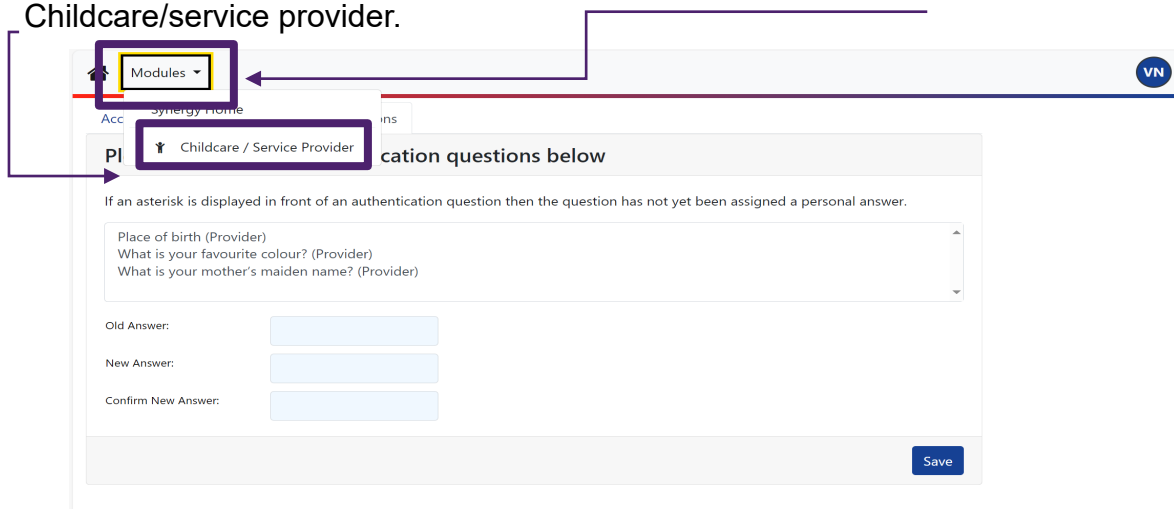 Childcare/service provider.
Modules
VN
Synergy Home
Acc
ns
Childcare / Service Provider
Pl
cation questions below
If an asterisk is displayed in front of an authentication question then the question has not yet been assigned a personal answer.
Place of birth (Provider)
What is your favourite colour? (Provider)
What is your mother's maiden name? (Provider)
Old Answer:
New Answer:
Confirm New Answer:
Save